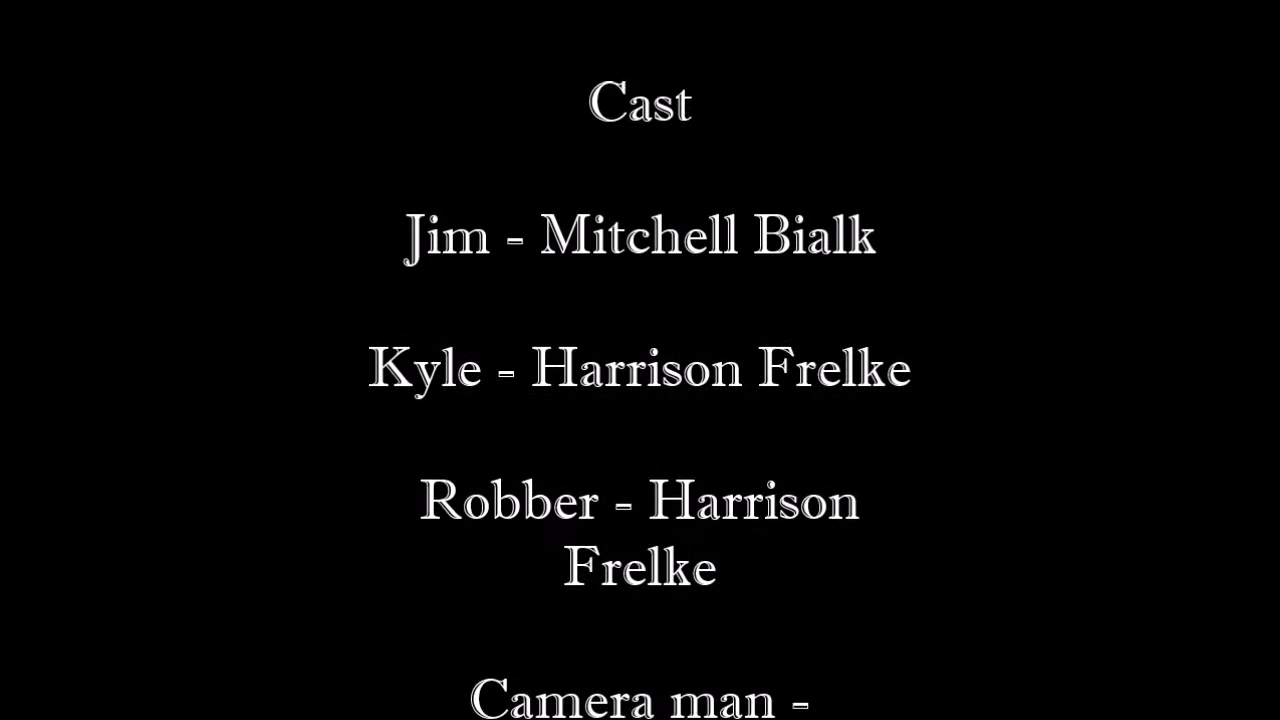 Cast
Jim - Mitchell Bialk
Kyle - Harrison Frelke
Robber - Harrison
Frelke
Camera man -